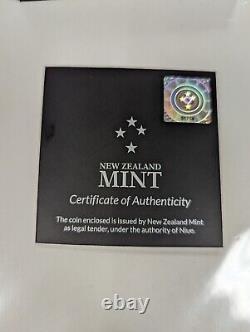 NEW ZEALAND
MINT
Certificate of Authenticity
The coin enclosed is issued by New Zealand Mint
as legal tender, under the authority of Niue.